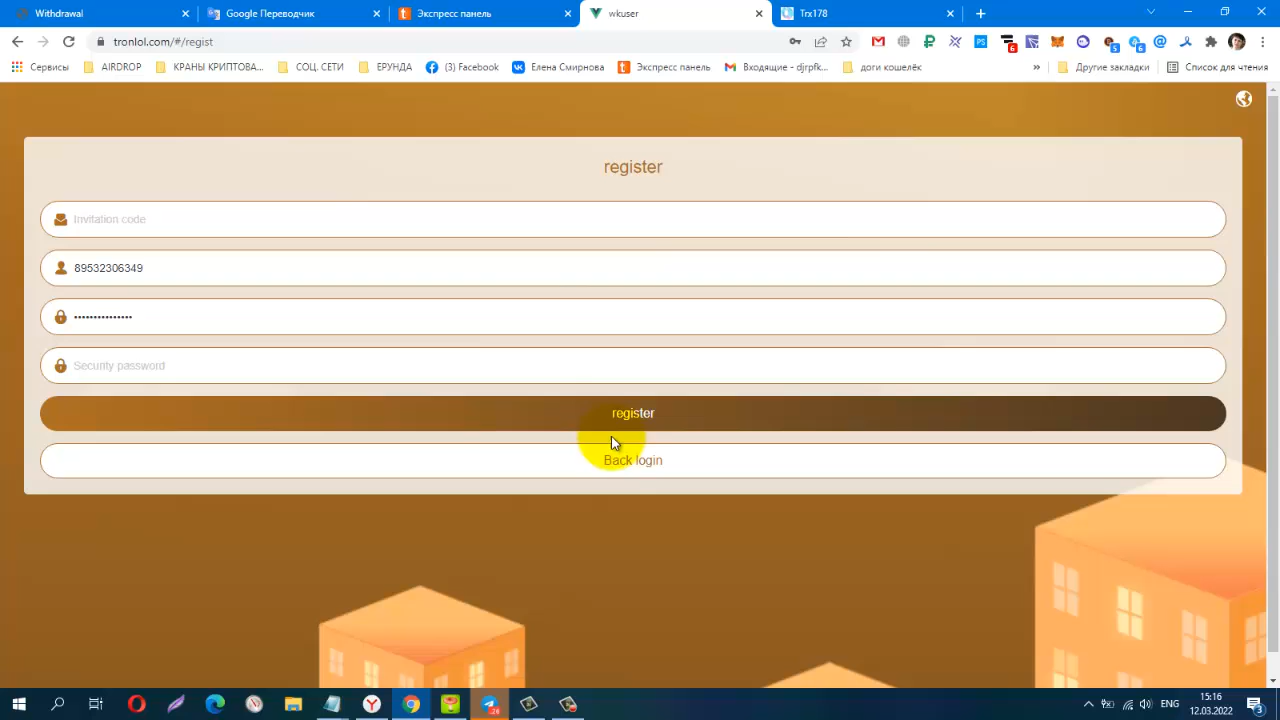 Withdrawal
Google Переводчик
Экспресс панель
wkuser
Trx178
tronlol.com/#/regist
Сервисы
AIRDROP
КРАНЫ КРИПТОВА...
СОЦ. СЕТИ
ЕРУНДА
(3) Facebook
Елена Смирнова
Экспресс панель
Входящие - djrpfk...
доги кошелёк
»
Другие закладки
Список для чтения
register
Invitation code
89532306349
•••••••••••••••
Security password
register
Back login
ENG
15:16
12.03.2022